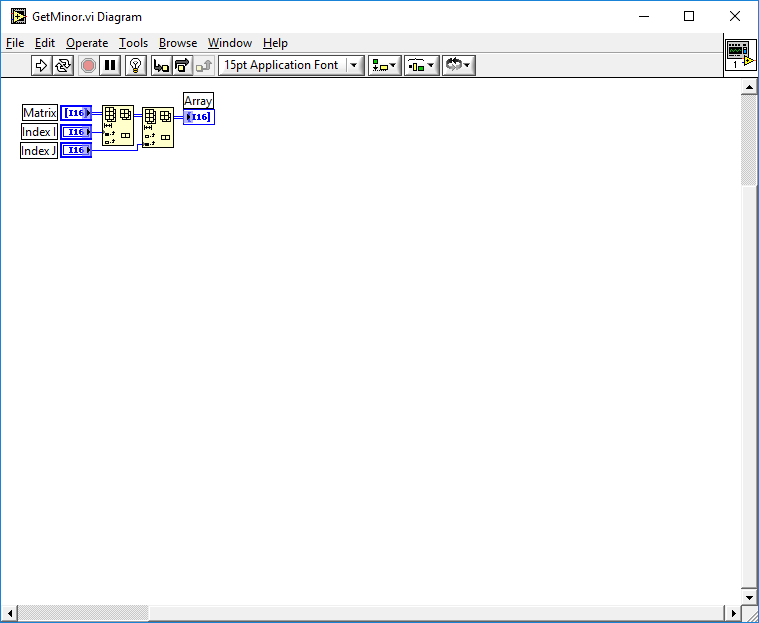 GetMinor.vi Diagram
File Edit Operate Tools Browse Window Help
15pt Application Font
1
Array
Matrix [I16] I16]
Index I I16
Index J I16